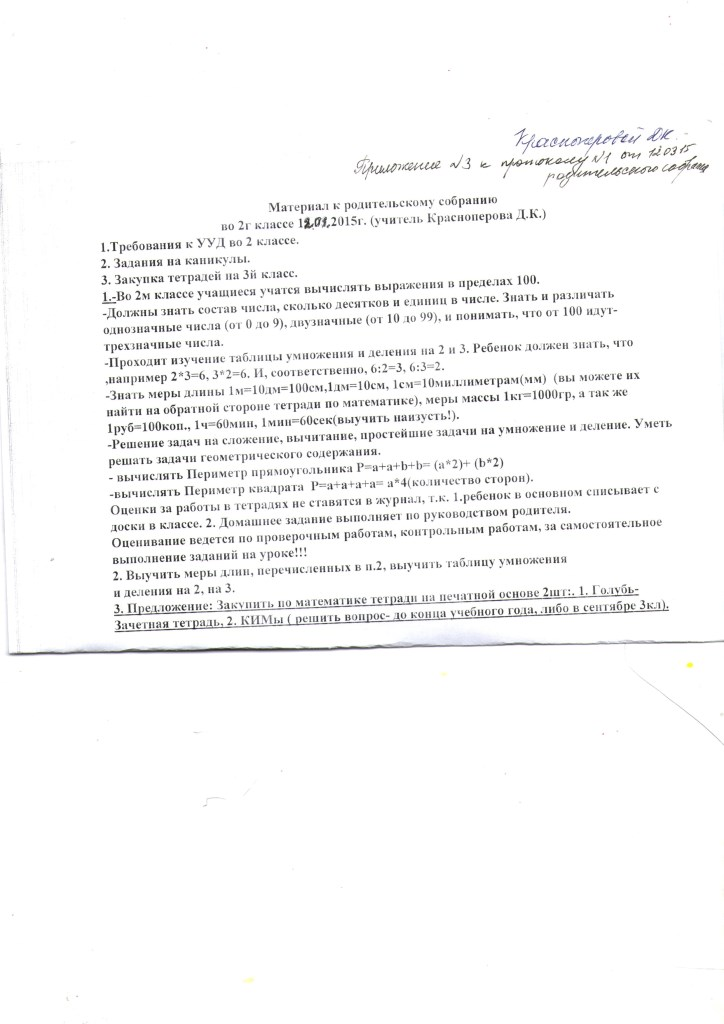 Красноперовой Д.К.
Приложение №3 к протоколу №1 от 12.03.15
родительского собрания
Материал к родительскому собранию
во 2г классе 2015г. (учитель Красноперова Д.К.)
1.Требования к УУД во 2 классе.
2. Задания на каникулы.
3. Закупка тетрадей на 3й класс.
1.-Во 2м классе учащиеся учатся вычислять выражения в пределах 100.
-Должны знать состав числа, сколько десятков и единиц в числе. Знать и различать
однозначные числа (от 0 до 9), двузначные (от 10 до 99), и понимать, что от 100 идут-
трехзначные числа.
-Проходит изучение таблицы умножения и деления на 2 и 3. Ребенок должен знать, что
,например 2*3=6, 3*2=6. И, соответственно, 6:2=3, 6:3=2.
-Знать меры длины 1м=10дм=100см,1дм=10см, 1см=10миллиметрам(мм) (вы можете их
найти на обратной стороне тетради по математике), меры массы 1кг=1000гр, а так же
1руб=100коп., 1ч=60мин, 1мин=60сек(выучить наизусть!).
-Решение задач на сложение, вычитание, простейшие задачи на умножение и деление. Уметь
решать задачи геометрического содержания.
- вычислять Периметр прямоугольника Р=а+а+b+b= (а*2)+ (b*2)
-вычислять Периметр квадрата Р=а+а+а+а= а*4(количество сторон).
Оценки за работы в тетрадях не ставятся в журнал, т.к. 1.ребенок в основном списывает с
доски в классе. 2. Домашнее задание выполняет по руководством родителя.
Оценивание ведется по проверочным работам, контрольным работам, за самостоятельное
выполнение заданий на уроке!!!
2. Выучить меры длин, перечисленных в п.2, выучить таблицу умножения
и деления на 2, на 3.
3. Предложение: Закупить по математике тетради на печатной основе 2шт:. 1. Голубь-
Зачетная тетрадь, 2. КИМы ( решить вопрос- до конца учебного года, либо в сентябре 3кл).